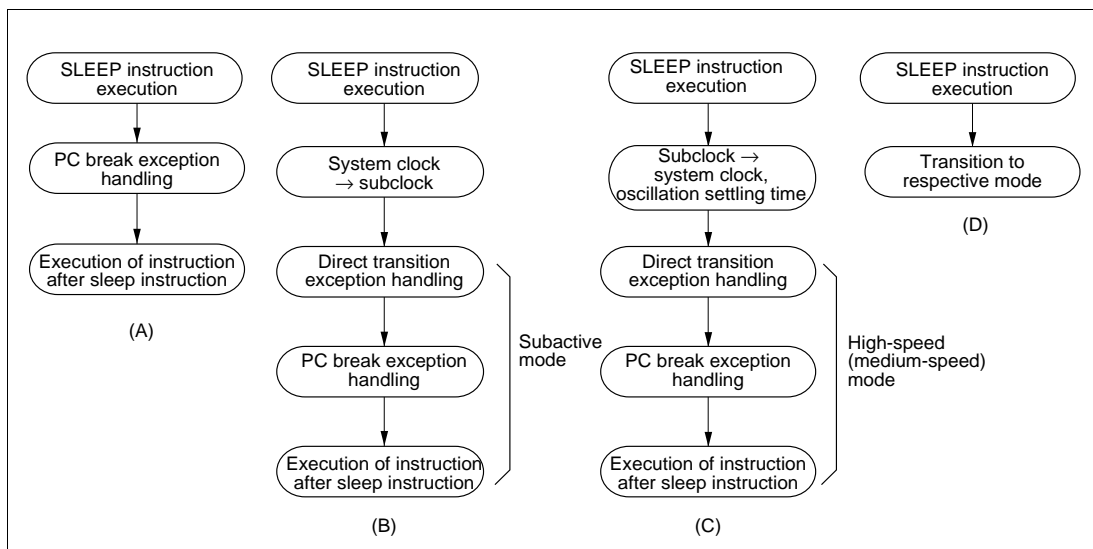 SLEEP instruction
execution
PC break exception
handling
Execution of instruction
after sleep instruction
(A)
SLEEP instruction
execution
System clock
→ subclock
Direct transition
exception handling
PC break exception
handling
Execution of instruction
after sleep instruction
Subactive
mode
(B)
SLEEP instruction
execution
Subclock →
system clock,
oscillation settling time
Direct transition
exception handling
PC break exception
handling
Execution of instruction
after sleep instruction
High-speed
(medium-speed)
mode
(C)
SLEEP instruction
execution
Transition to
respective mode
(D)